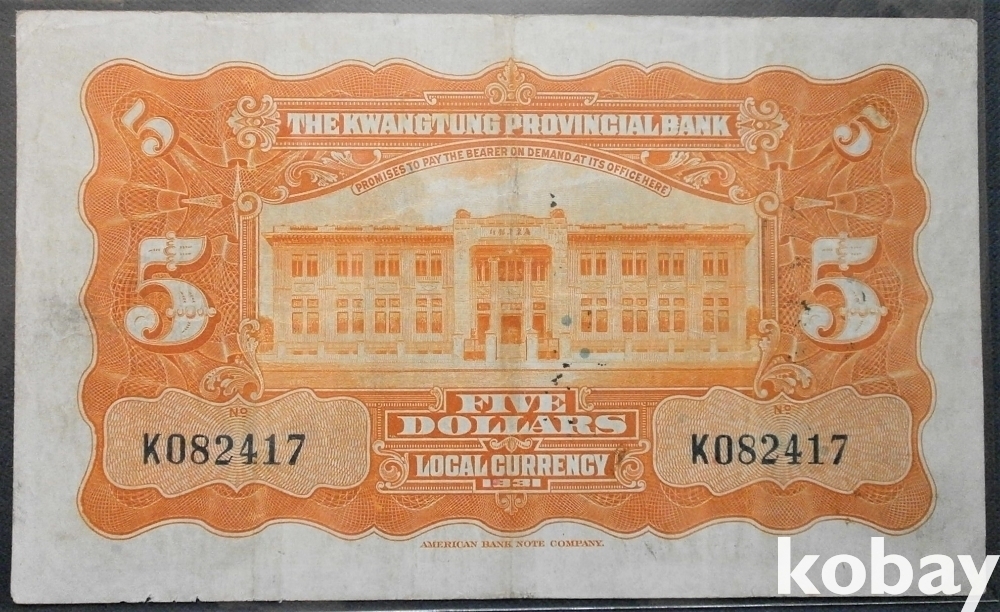 THE KWANGTUNG PROVINCIAL BANK
PROMISES TO PAY THE BEARER ON DEMAND AT ITS OFFICE HERE
5 5
5 5
FIVE
DOLLARS
Nº Nº
K082417 K082417
LOCAL CURRENCY
1931
AMERICAN BANK NOTE COMPANY.
kobay